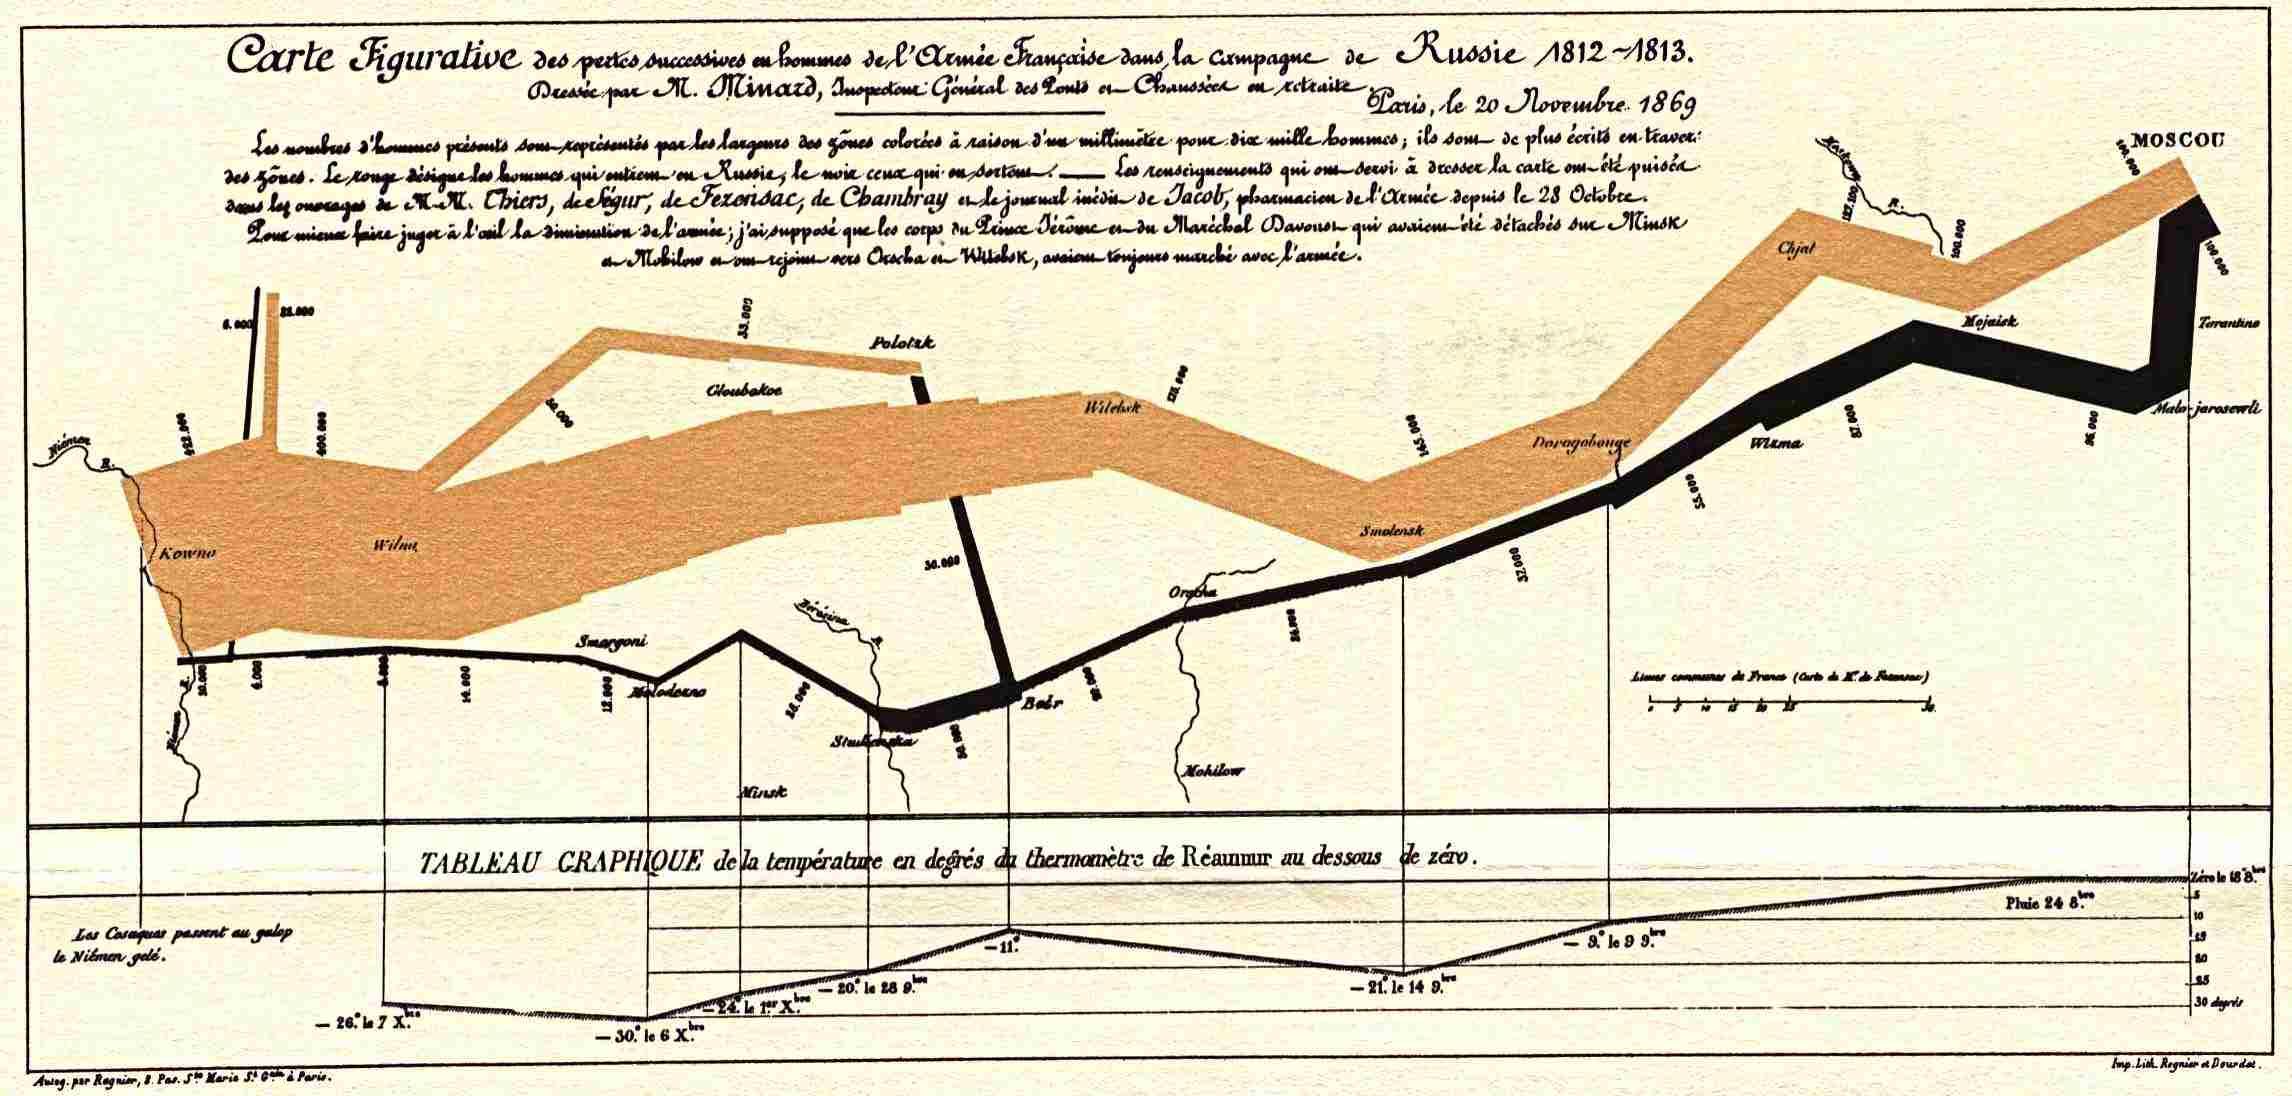 Carte Figurative des pertes successives en hommes de l'Armée Française dans la campagne de Russie 1812~1813.
Dressée par M. Minard, Inspecteur Général des Ponts et Chaussées en retraite.
Paris, le 20 Novembre 1869
Les nombres d'hommes présents sont représentés par les largeurs des zônes colorées à raison d'un millimètre pour dix mille hommes; ils sont de plus écrits en travers
des zônes. Le rouge désigne les hommes qui entrent en Russie, le noir ceux qui en sortent. — Les renseignements qui ont servi à dresser la carte ont été puisés
dans les ouvrages de M.M. Thiers, de Ségur, de Fezensac, de Chambray et le journal inédit de Jacob, pharmacien de l'Armée depuis le 28 Octobre.
Pour mieux faire juger à l'œil la diminution de l'armée, j'ai supposé que les corps du Prince Jérôme et du Maréchal Davoust qui avaient été détachés sur Minsk
et Mohilow et ont rejoint vers Orscha et Witebsk, avaient toujours marché avec l'armée.
MOSCOU
100.000
Moskowa
R.
127.100
100.000
100.000
Chjat
Mojaisk
Tarantino
6.000
22.000
33.000
Polotzk
Gloubokoe
Witebsk
175.000
60.000
422.000
400.000
Niémen
R.
145.000
Dorogobouge
Wizma
87.000
96.000
Malo-jarosewli
Kowno
Wilna
Smolensk
55.000
37.000
30.000
Orscha
24.000
Bérézina
R.
Smorgoni
Molodezno
10.000
4.000
8.000
14.000
12.000
28.000
Studienska
50.000
Bobr
20.000
Niémen
R.
Minsk
Mohilow
Lieues communes de France (Carte de Mr. de Fezensac)
0 5 10 15 20 25 50
TABLEAU GRAPHIQUE de la température en degrés du thermomètre de Réaumur au dessous de zéro.
Zéro le 18 8.bre
5
10
15
20
25
30 degrés
Pluie 24 8.bre
— 9.° le 9 9.bre
— 21.° le 14 9.bre
— 11.°
— 20.° le 28 9.bre
— 24.° le 1.er X.bre
— 30.° le 6 X.bre
— 26.° le 7 X.bre
Les Cosaques passent au galop
le Niémen gelé.
Autog. par Regnier, 8. Pas. Ste Marie St Gain à Paris.
Imp. Lith. Regnier et Dourdet.